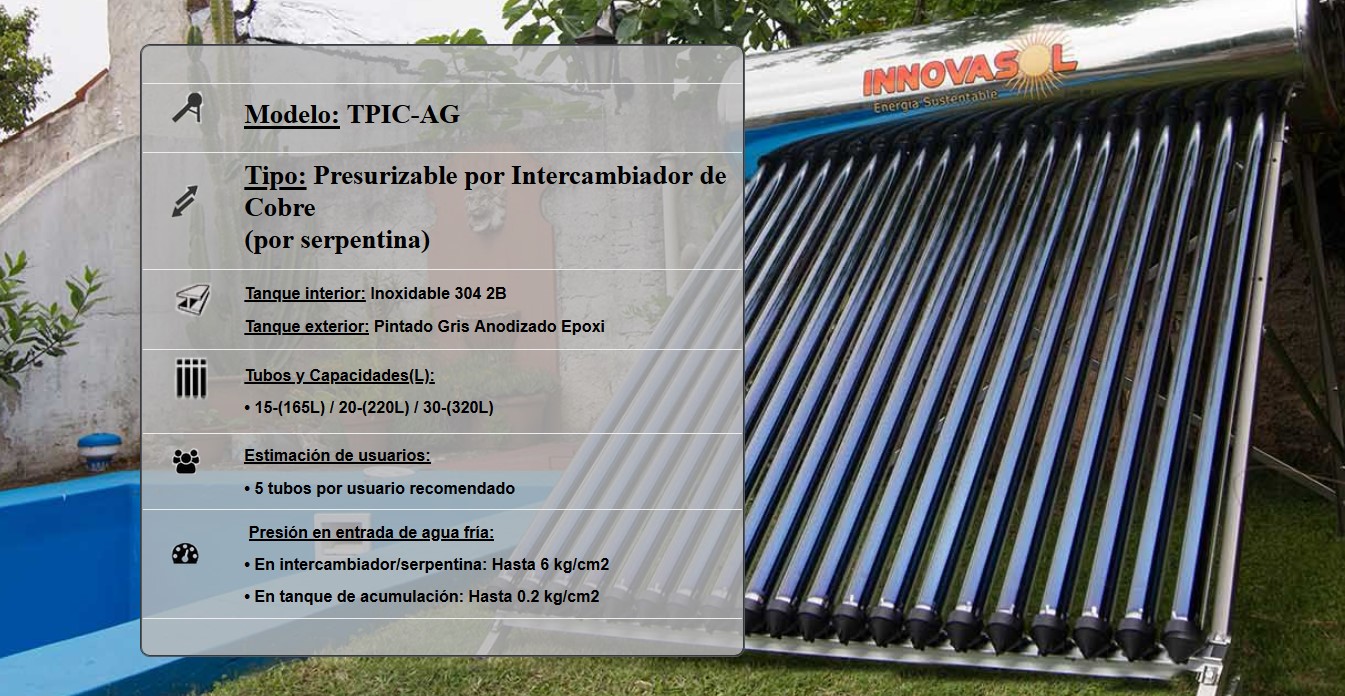 INNOVASOL
Energía Sustentable
Modelo: TPIC-AG
Tipo: Presurizable por Intercambiador de
Cobre
(por serpentina)
Tanque interior: Inoxidable 304 2B
Tanque exterior: Pintado Gris Anodizado Epoxi
Tubos y Capacidades(L):
• 15-(165L) / 20-(220L) / 30-(320L)
Estimación de usuarios:
• 5 tubos por usuario recomendado
Presión en entrada de agua fría:
• En intercambiador/serpentina: Hasta 6 kg/cm2
• En tanque de acumulación: Hasta 0.2 kg/cm2